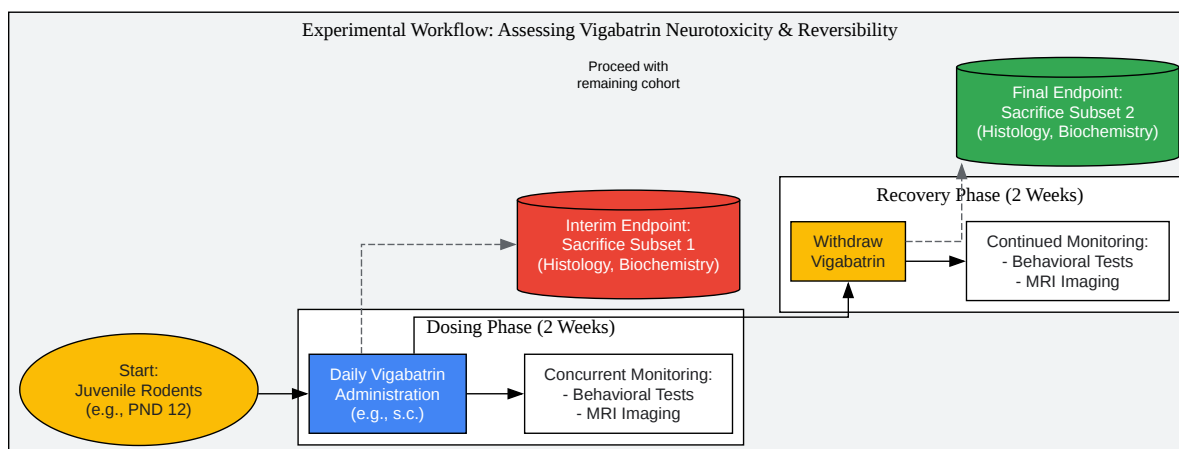 Experimental Workflow: Assessing Vigabatrin Neurotoxicity & Reversibility
Proceed with
remaining cohort
Final Endpoint:
Sacrifice Subset 2
(Histology, Biochemistry)
Recovery Phase (2 Weeks)
Interim Endpoint:
Sacrifice Subset 1
(Histology, Biochemistry)
Withdraw
Vigabatrin
Continued Monitoring:
- Behavioral Tests
- MRI Imaging
Dosing Phase (2 Weeks)
Start:
Juvenile Rodents
(e.g., PND 12)
Daily Vigabatrin
Administration
(e.g., s.c.)
Concurrent Monitoring:
- Behavioral Tests
- MRI Imaging